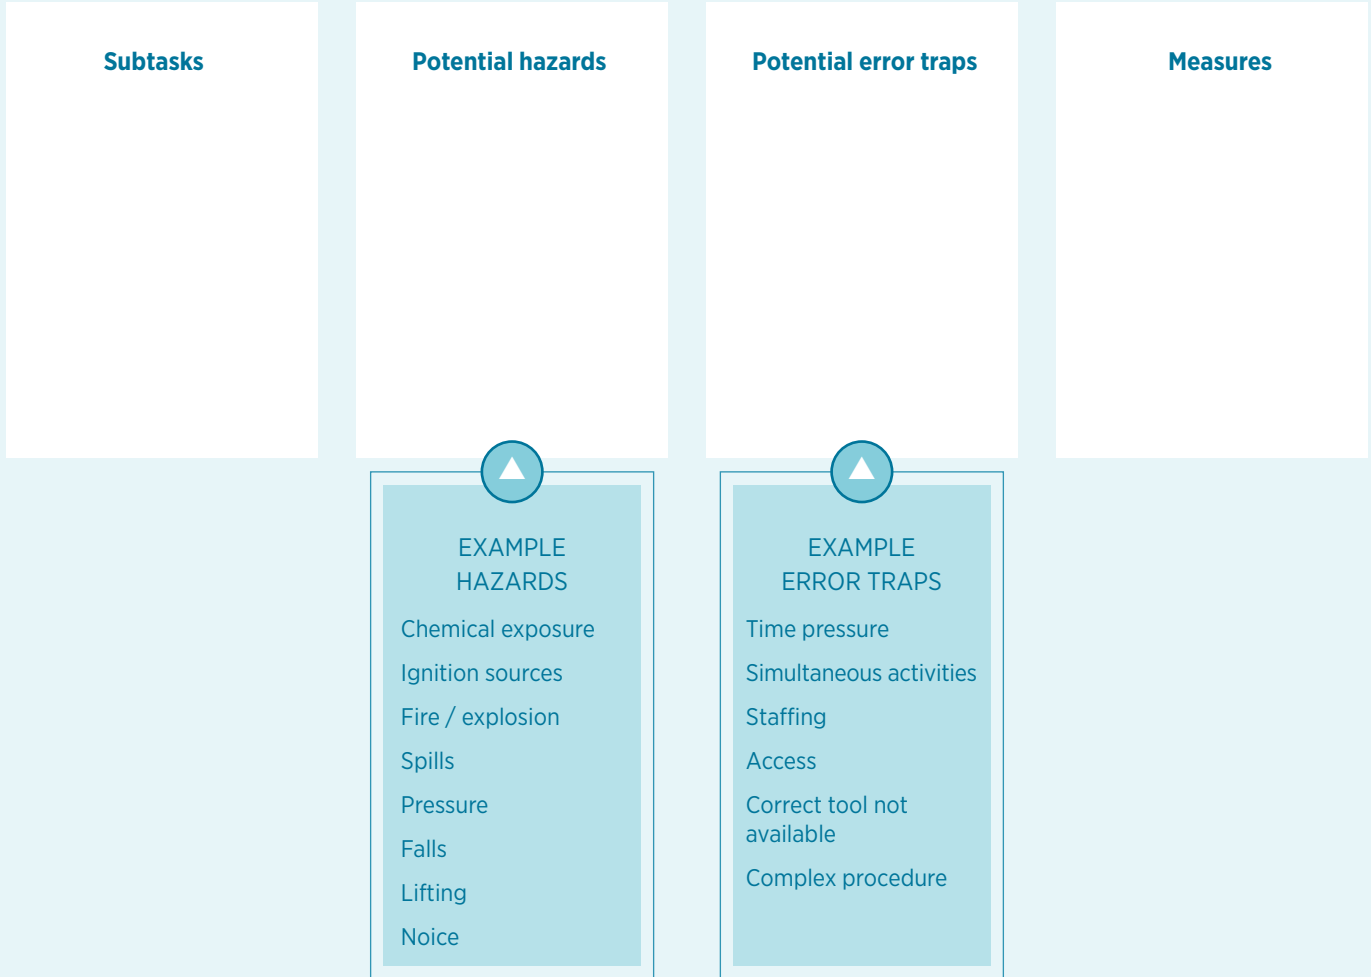 Subtasks
Potential hazards
Potential error traps
Measures
EXAMPLE
HAZARDS
Chemical exposure
Ignition sources
Fire / explosion
Spills
Pressure
Falls
Lifting
Noice
EXAMPLE
ERROR TRAPS
Time pressure
Simultaneous activities
Staffing
Access
Correct tool not
available
Complex procedure